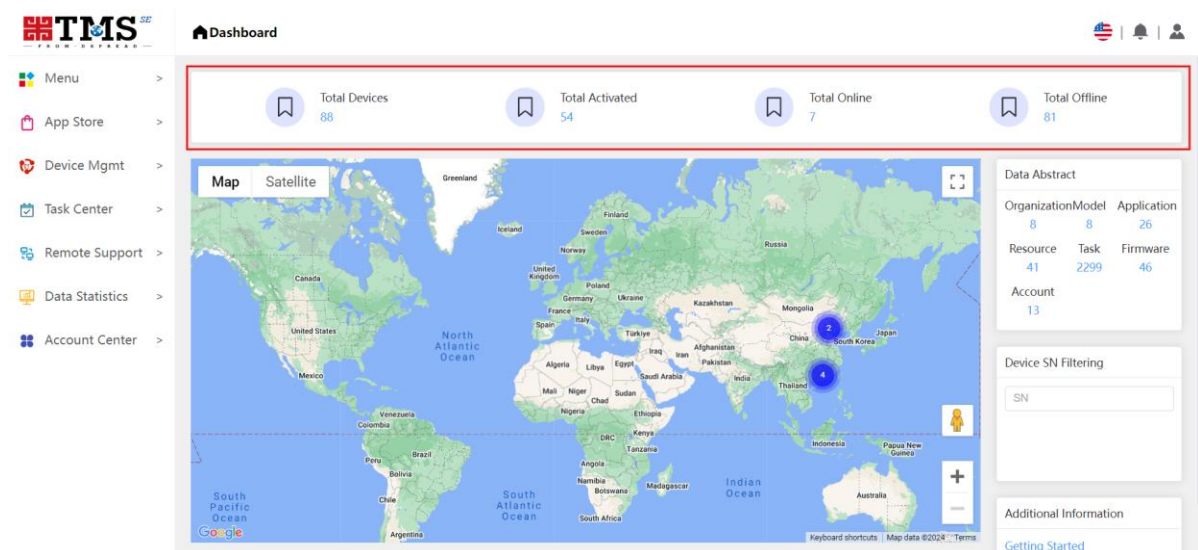 TMS SE
FROM·DSPREAD
Dashboard
Menu >
App Store >
Device Mgmt >
Task Center >
Remote Support >
Data Statistics >
Account Center >
Total Devices
88
Total Activated
54
Total Online
7
Total Offline
81
Map Satellite
Greenland
Iceland
Finland
Sweden
Norway
Russia
United
Kingdom
Poland
Germany
Ukraine
France
Kazakhstan
Mongolia
Italy
Spain
Türkiye
China
Japan
South Korea
Canada
United States
North
Atlantic
Ocean
Mexico
Algeria
Libya
Egypt
Iraq
Iran
Afghanistan
Pakistan
Saudi Arabia
India
Thailand
Mali
Niger
Chad
Sudan
Nigeria
Ethiopia
Venezuela
Colombia
DRC
Kenya
Tanzania
Indonesia
Papua New
Guinea
Peru
Brazil
Bolivia
Angola
Namibia
Botswana
Madagascar
Indian
Ocean
Australia
South
Pacific
Ocean
Chile
South
Atlantic
Ocean
South Africa
Argentina
2
4
Google
Keyboard shortcuts Map data ©2024 Terms
Data Abstract
Organization Model Application
8 8 26
Resource Task Firmware
41 2299 46
Account
13
Device SN Filtering
SN
Additional Information
Getting Started